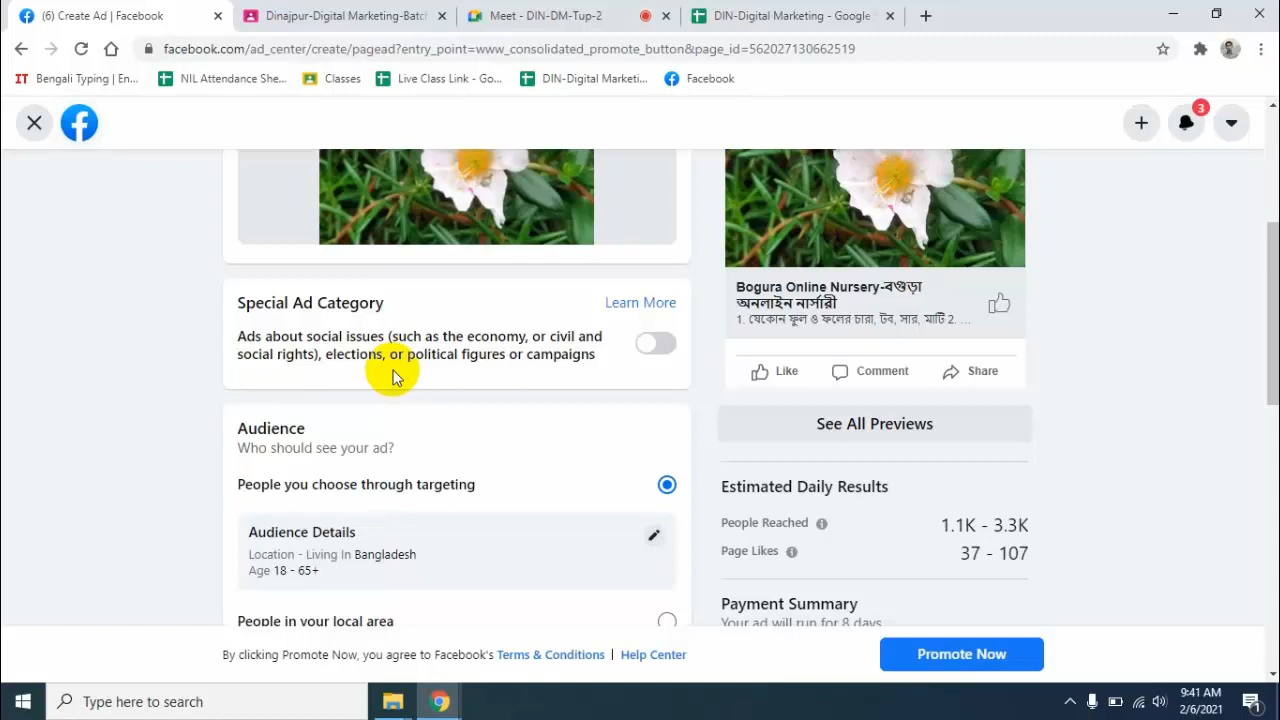 (6) Create Ad | Facebook
Dinajpur-Digital Marketing-Batc
Meet - DIN-DM-Tup-2
DIN-Digital Marketing - Google
facebook.com/ad_center/create/pagead?entry_point=www_consolidated_promote_button&page_id=562027130662519
IT Bengali Typing | En...
NIL Attendance She...
Classes
Live Class Link - Go...
DIN-Digital Marketi...
Facebook
3
Special Ad Category
Learn More
Ads about social issues (such as the economy, or civil and
social rights), elections, or political figures or campaigns
Audience
Who should see your ad?
People you choose through targeting
Audience Details
Location - Living In Bangladesh
Age 18 - 65+
People in your local area
Bogura Online Nursery-বগুড়া
অনলাইন নার্সারী
1. যেকোন ফুল ও ফলের চারা, টব, সার, মাটি 2. ...
Like
Comment
Share
See All Previews
Estimated Daily Results
People Reached
1.1K - 3.3K
Page Likes
37 - 107
Payment Summary
Your ad will run for 8 days
By clicking Promote Now, you agree to Facebook's Terms & Conditions | Help Center
Promote Now
Type here to search
9:41 AM
2/6/2021
1